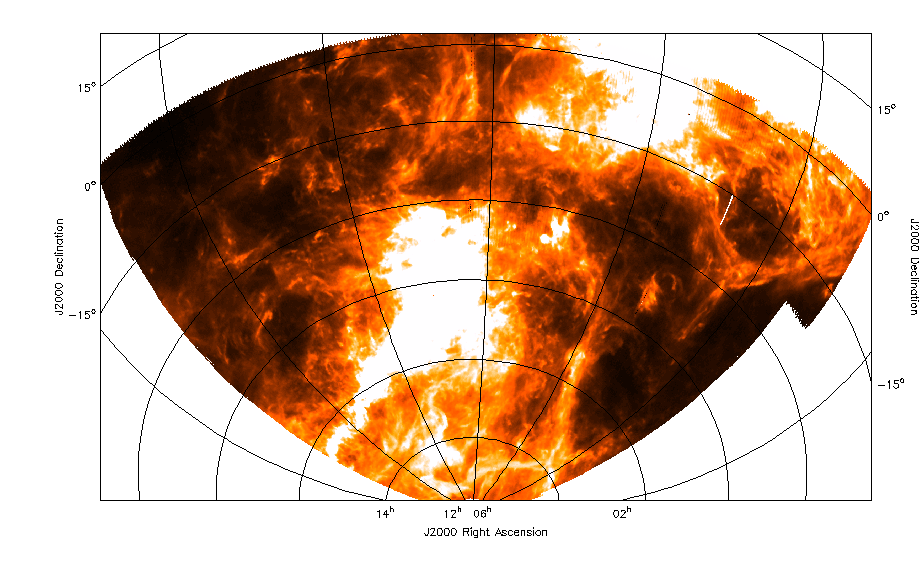 15°
15°
0°
0°
J2000 Declination
J2000 Declination
−15°
−15°
14ʰ 12ʰ 06ʰ 02ʰ
J2000 Right Ascension